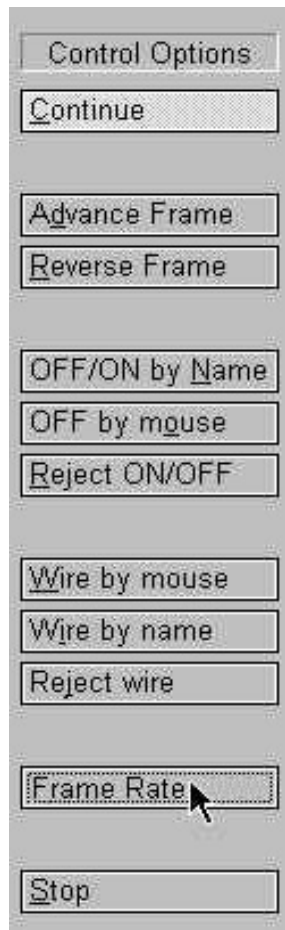 Control Options
Continue
Advance Frame
Reverse Frame
OFF/ON by Name
OFF by mouse
Reject ON/OFF
Wire by mouse
Wire by name
Reject wire
Frame Rate
Stop